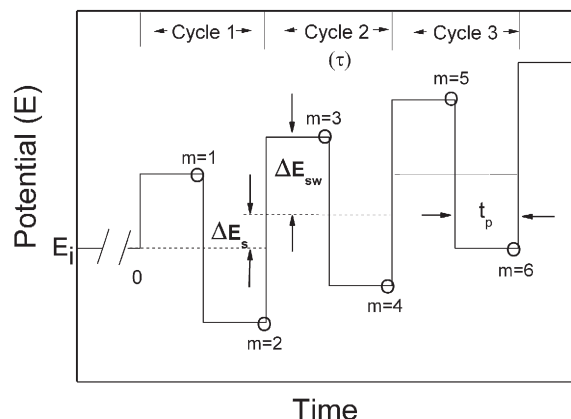 Cycle 1 Cycle 2 Cycle 3
(τ)
m=5
m=3
m=1
ΔE_sw
ΔE_s
t_p
E_i
0
m=6
m=4
m=2
Potential (E)
Time